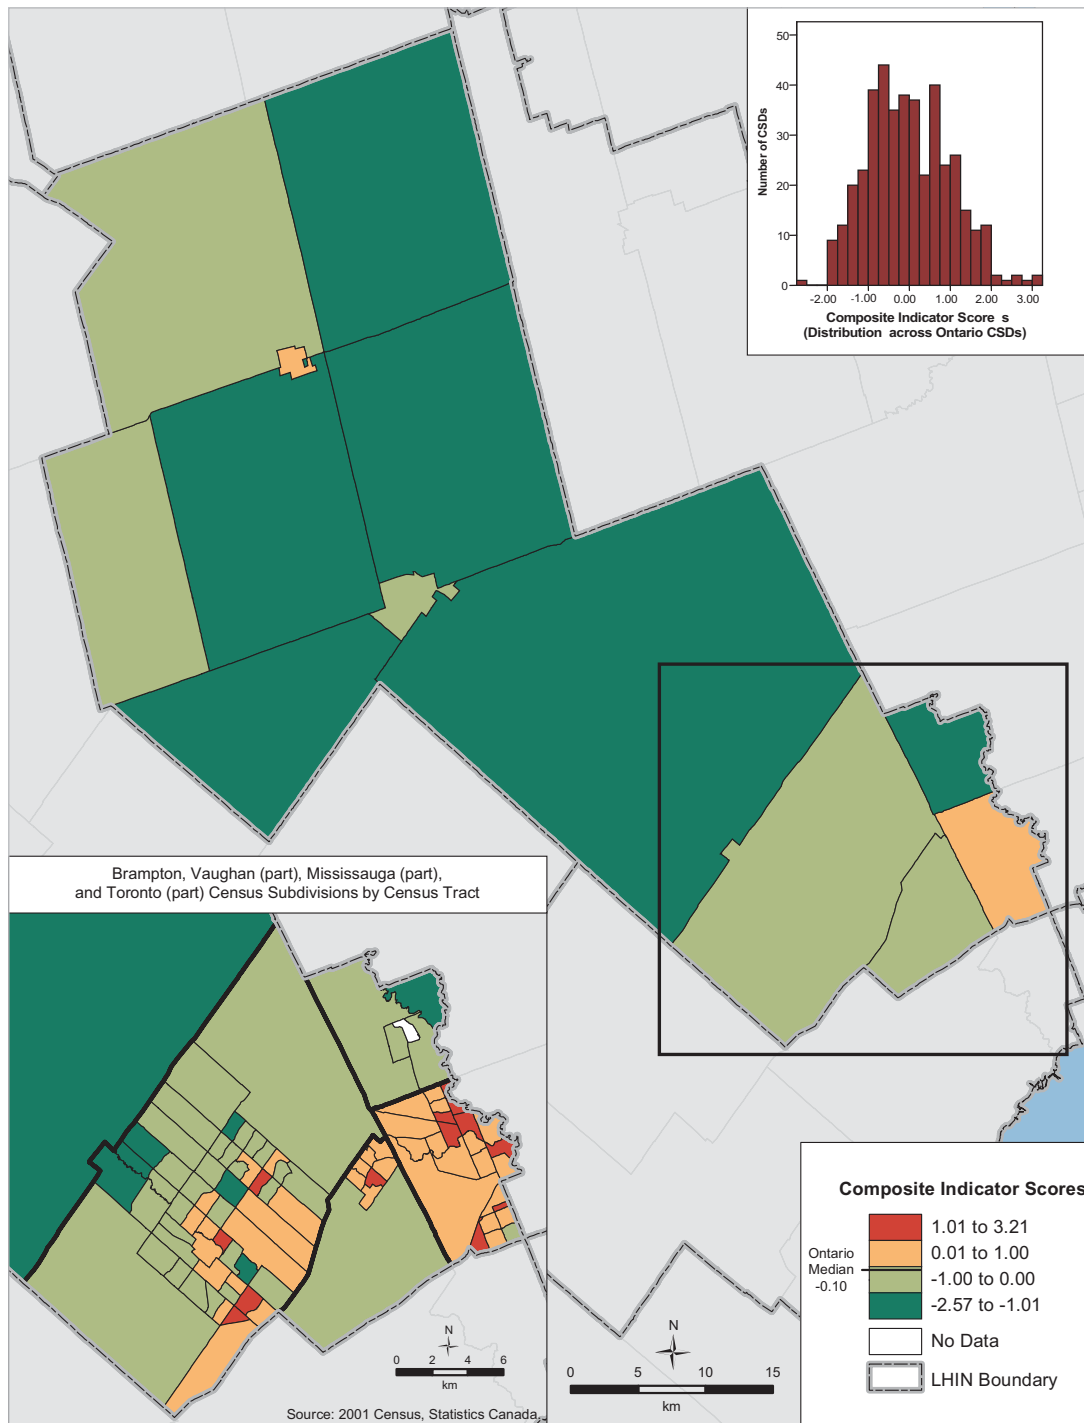 50
40
30
20
10
0
Number of CSDs
-2.00 -1.00 0.00 1.00 2.00 3.00
Composite Indicator Score s
(Distribution across Ontario CSDs)
Brampton, Vaughan (part), Mississauga (part),
and Toronto (part) Census Subdivisions by Census Tract
N
0 2 4 6
km
Source: 2001 Census, Statistics Canada
N
0 5 10 15
km
Composite Indicator Scores
1.01 to 3.21
0.01 to 1.00
Ontario
Median
-0.10
-1.00 to 0.00
-2.57 to -1.01
No Data
LHIN Boundary